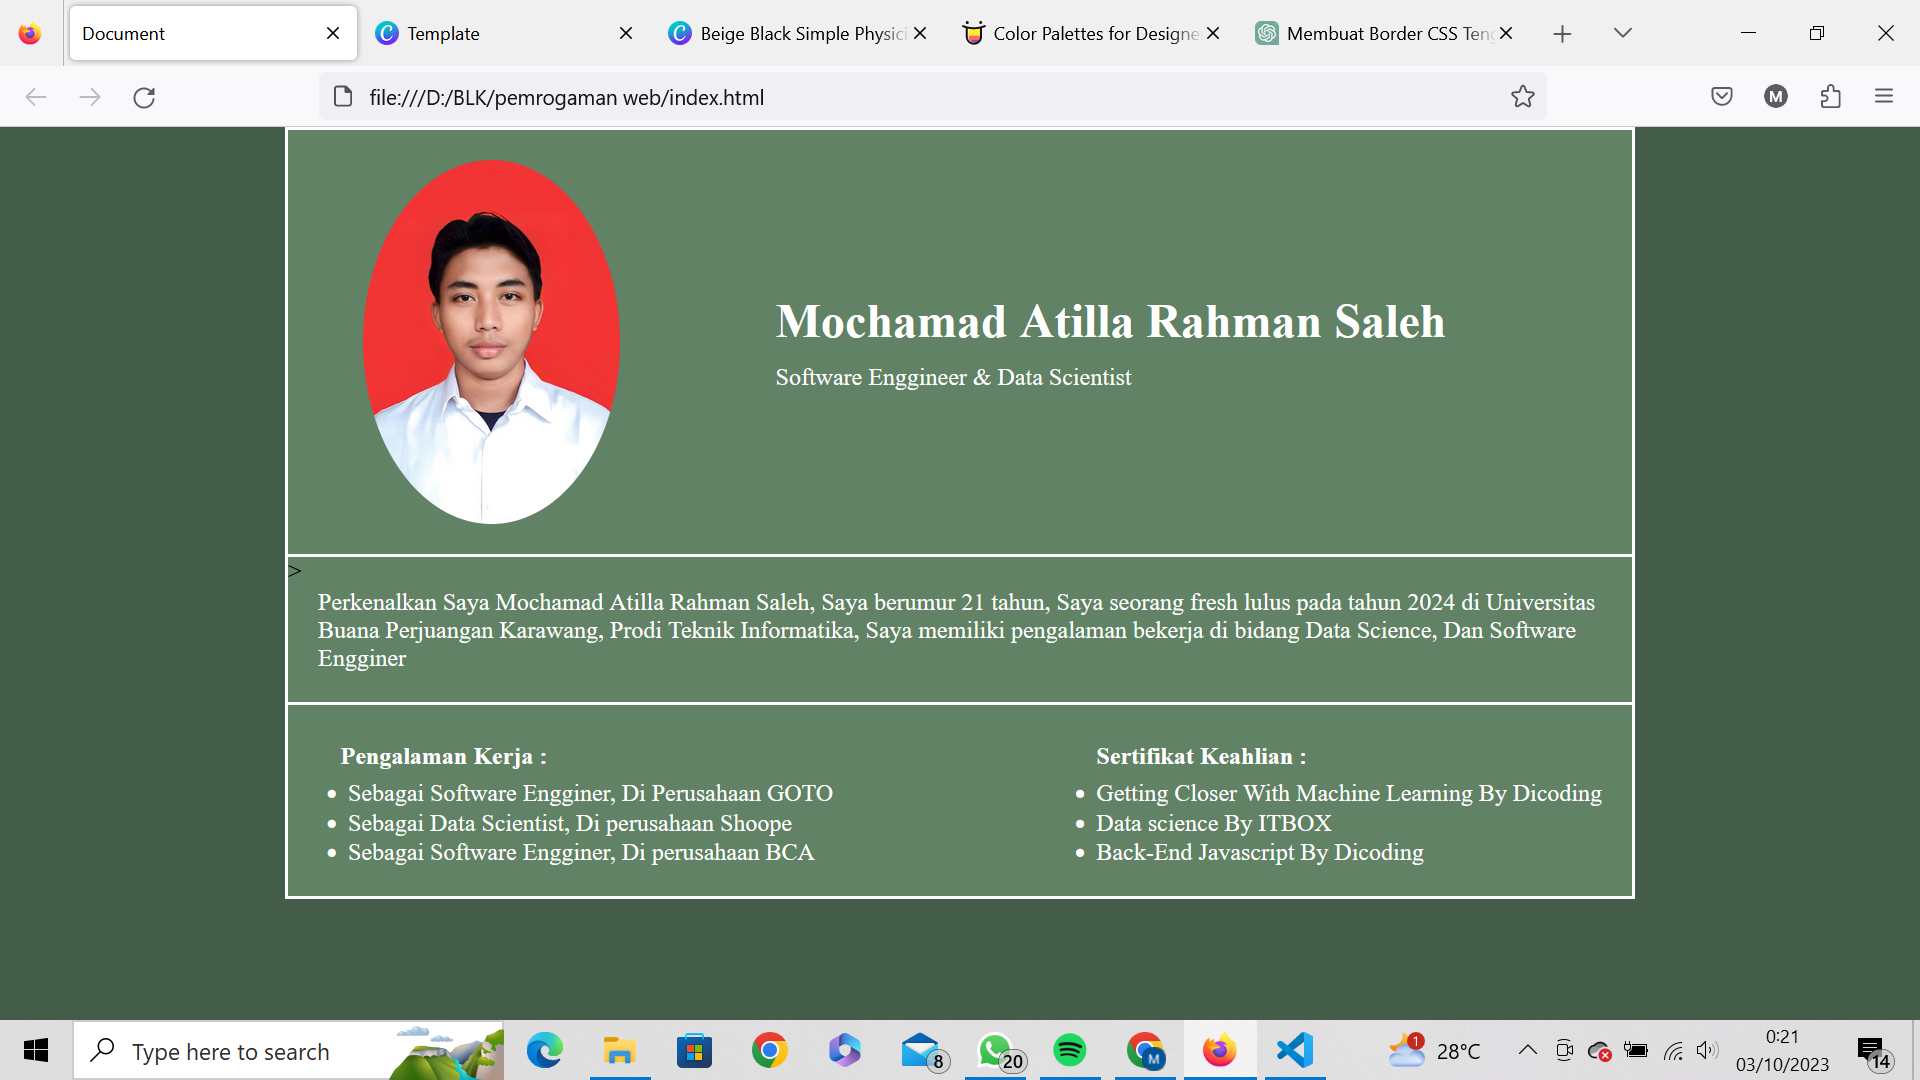 Document
Template
Beige Black Simple Physici
Color Palettes for Designe
Membuat Border CSS Teng
file:///D:/BLK/pemrogaman web/index.html
M
Mochamad Atilla Rahman Saleh
Software Enggineer & Data Scientist
>
Perkenalkan Saya Mochamad Atilla Rahman Saleh, Saya berumur 21 tahun, Saya seorang fresh lulus pada tahun 2024 di Universitas
Buana Perjuangan Karawang, Prodi Teknik Informatika, Saya memiliki pengalaman bekerja di bidang Data Science, Dan Software
Engginer
Pengalaman Kerja :
Sebagai Software Engginer, Di Perusahaan GOTO
Sebagai Data Scientist, Di perusahaan Shoope
Sebagai Software Engginer, Di perusahaan BCA
Sertifikat Keahlian :
Getting Closer With Machine Learning By Dicoding
Data science By ITBOX
Back-End Javascript By Dicoding
Type here to search
8
20
M
1
28°C
0:21
03/10/2023
14